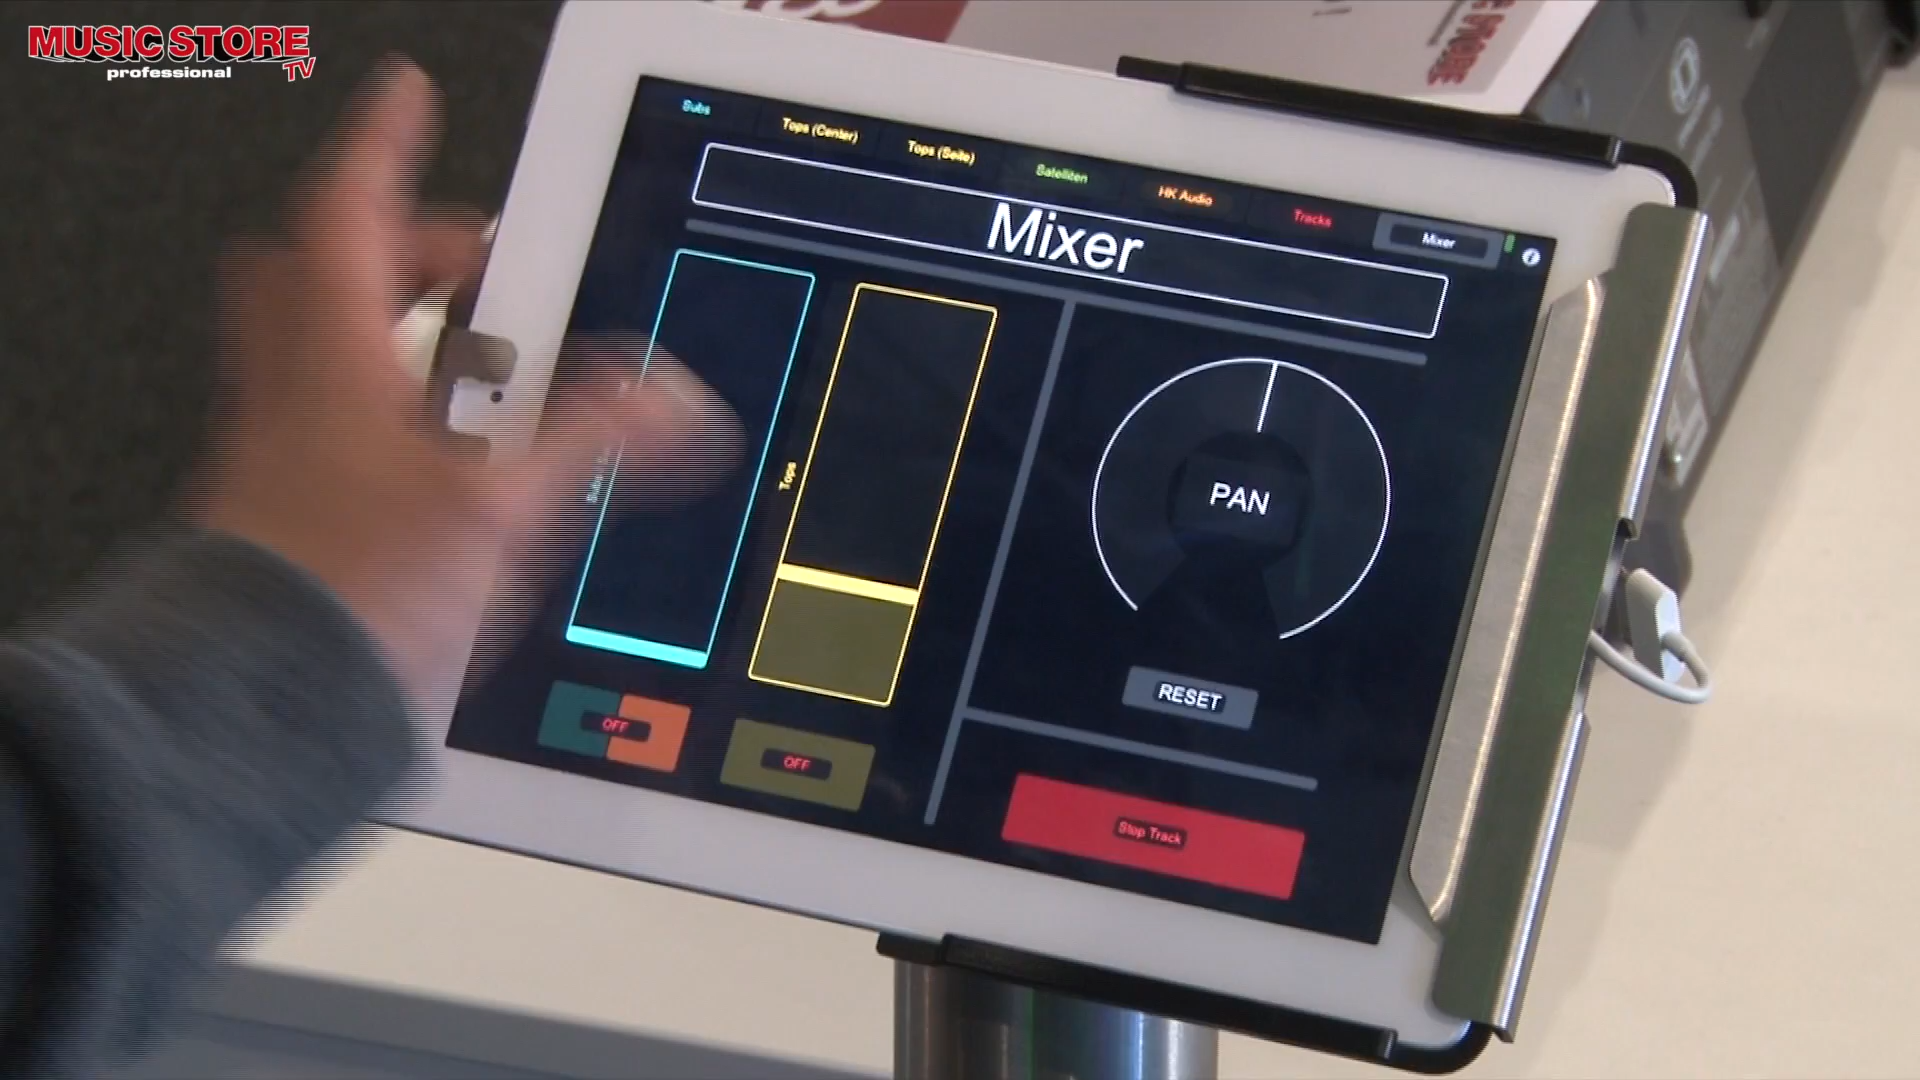 MUSIC STORE
professional
TV
Subs
Tops (Center)
Tops (Seite)
Satelliten
HK Audio
Tracks
Mixer
Mixer
Tops
PAN
RESET
OFF
OFF
Stop Track